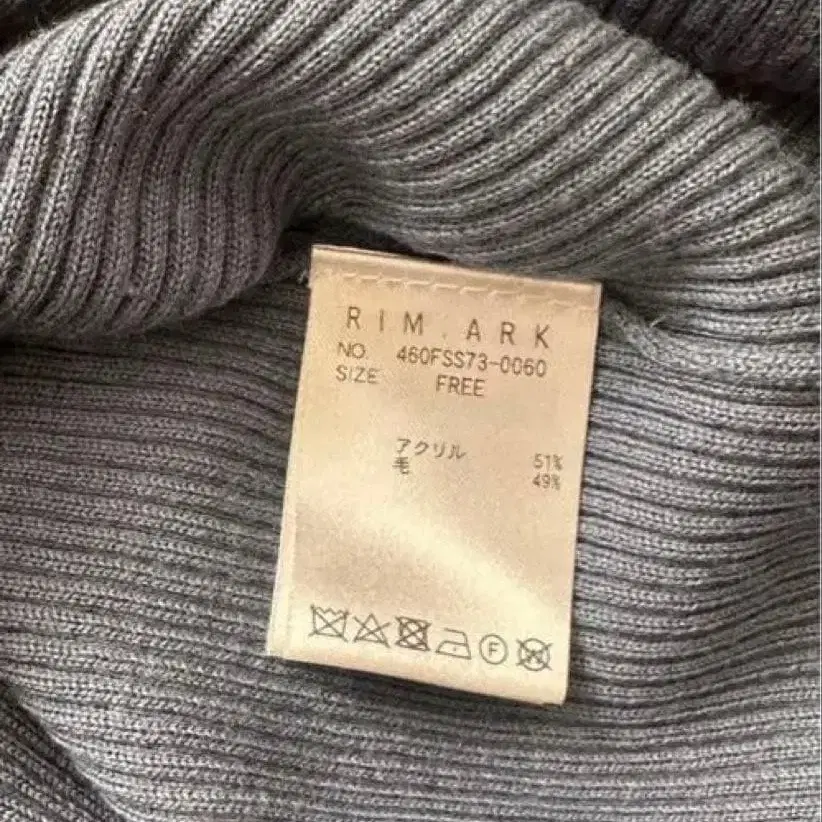 RIM.ARK
NO. 460FSS73-0060
SIZE FREE
アクリル 51%
毛 49%
F
W